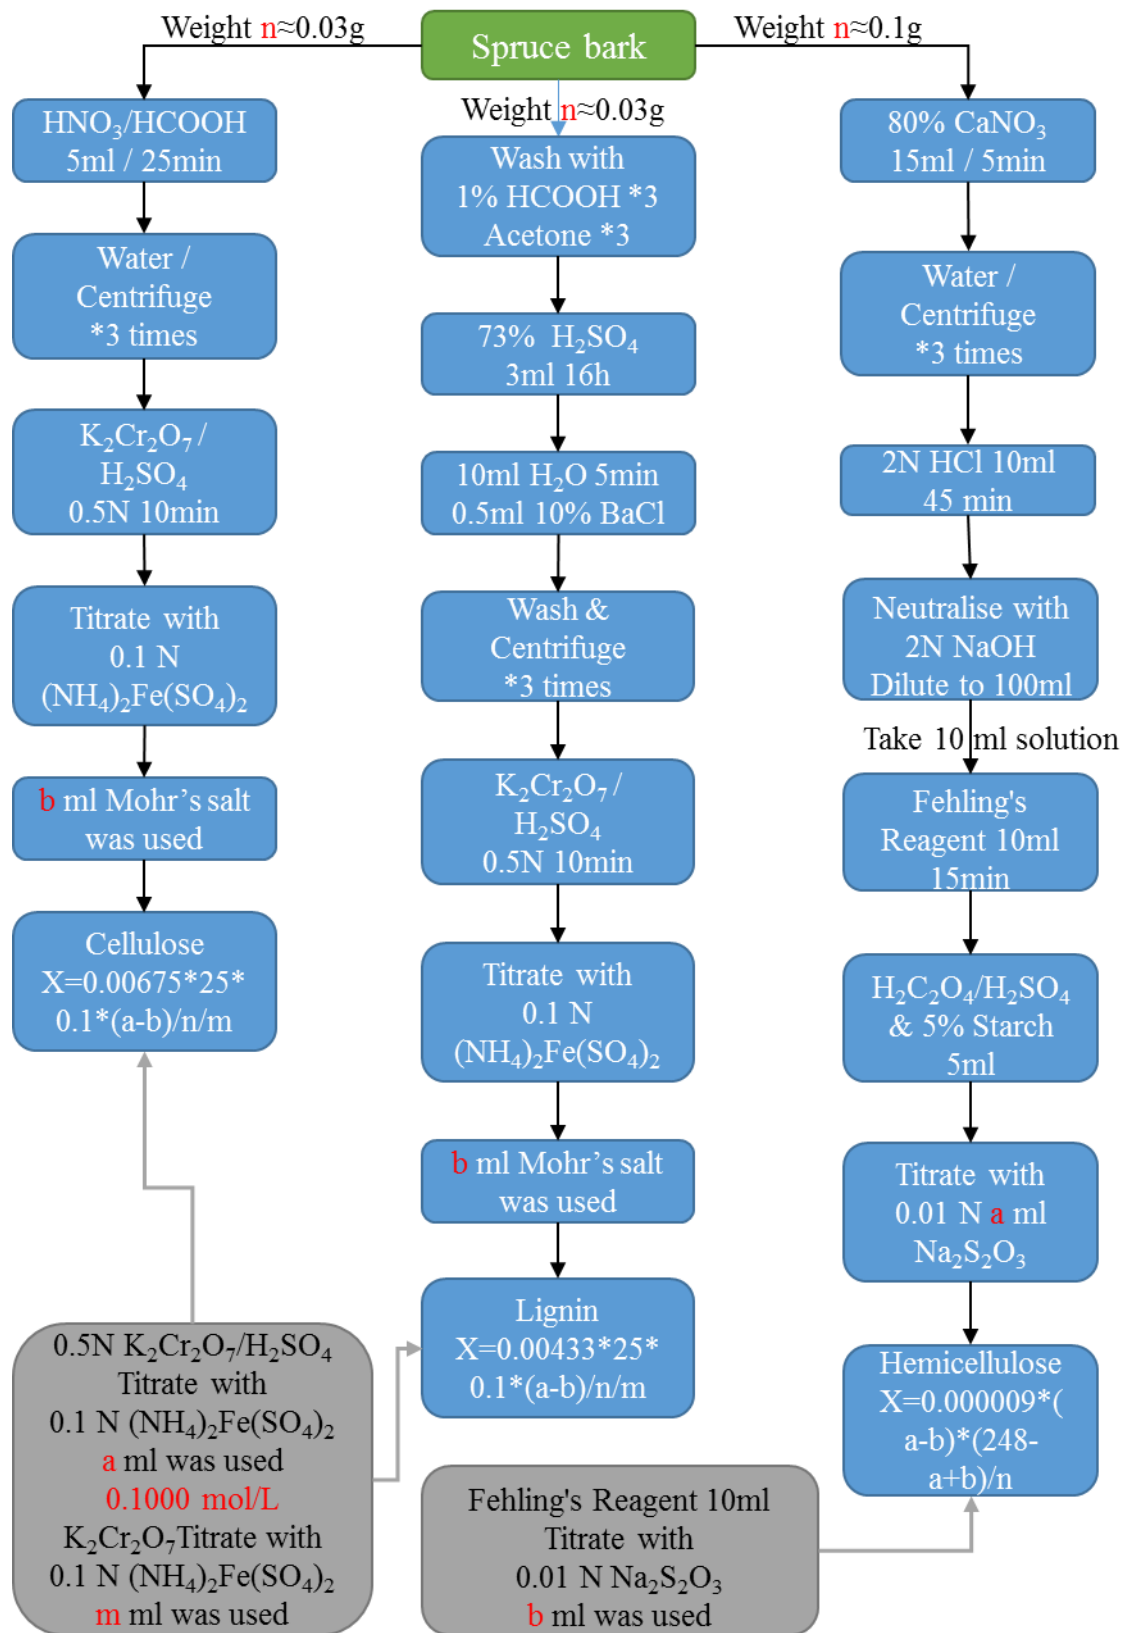 Spruce bark
Weight n≈0.03g
HNO₃/HCOOH
5ml / 25min
Water /
Centrifuge
*3 times
K₂Cr₂O₇ /
H₂SO₄
0.5N 10min
Titrate with
0.1 N
(NH₄)₂Fe(SO₄)₂
b ml Mohr's salt
was used
Cellulose
X=0.00675*25*
0.1*(a-b)/n/m
0.5N K₂Cr₂O₇/H₂SO₄
Titrate with
0.1 N (NH₄)₂Fe(SO₄)₂
a ml was used
0.1000 mol/L
K₂Cr₂O₇Titrate with
0.1 N (NH₄)₂Fe(SO₄)₂
m ml was used
Weight n≈0.03g
Wash with
1% HCOOH *3
Acetone *3
73% H₂SO₄
3ml 16h
10ml H₂O 5min
0.5ml 10% BaCl
Wash &
Centrifuge
*3 times
K₂Cr₂O₇ /
H₂SO₄
0.5N 10min
Titrate with
0.1 N
(NH₄)₂Fe(SO₄)₂
b ml Mohr's salt
was used
Lignin
X=0.00433*25*
0.1*(a-b)/n/m
Weight n≈0.1g
80% CaNO₃
15ml / 5min
Water /
Centrifuge
*3 times
2N HCl 10ml
45 min
Neutralise with
2N NaOH
Dilute to 100ml
Take 10 ml solution
Fehling's
Reagent 10ml
15min
H₂C₂O₄/H₂SO₄
& 5% Starch
5ml
Titrate with
0.01 N a ml
Na₂S₂O₃
Hemicellulose
X=0.000009*(
a-b)*(248-
a+b)/n
Fehling's Reagent 10ml
Titrate with
0.01 N Na₂S₂O₃
b ml was used